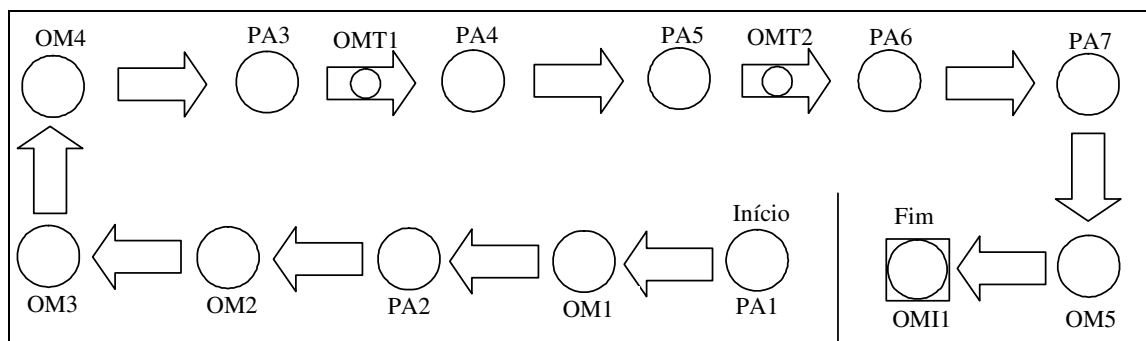 OM4
PA3
OMT1
PA4
PA5
OMT2
PA6
PA7
Início
Fim
OM3
OM2
PA2
OM1
PA1
OMI1
OM5